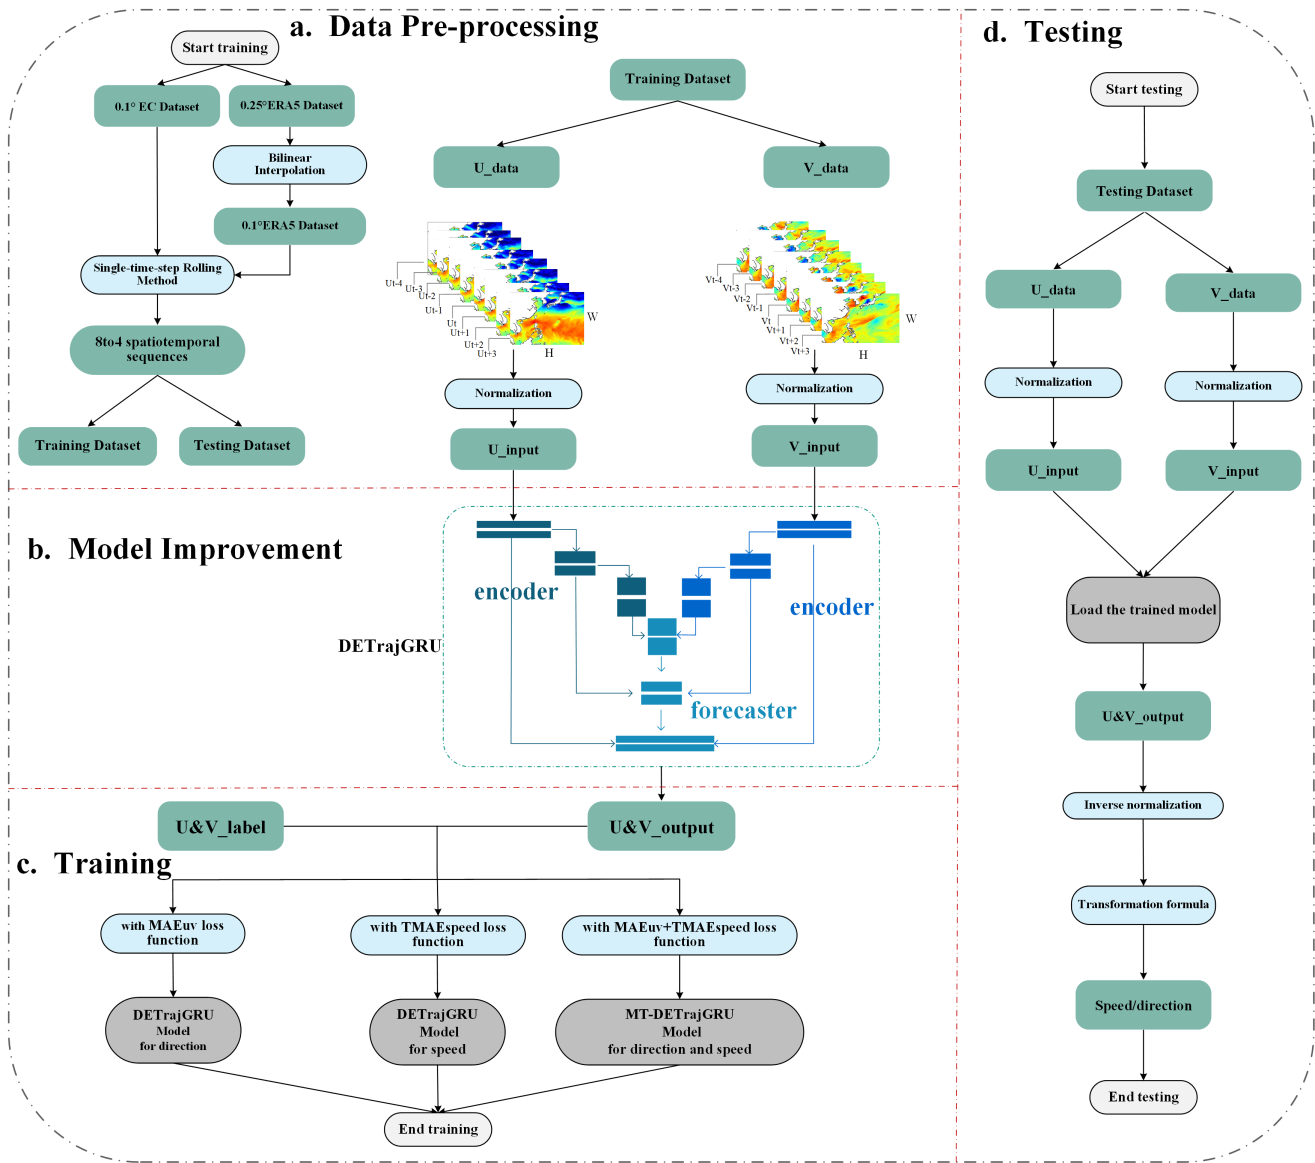 a. Data Pre-processing
Start training
0.1° EC Dataset
0.25°ERA5 Dataset
Bilinear
Interpolation
0.1°ERA5 Dataset
Single-time-step Rolling
Method
8to4 spatiotemporal
sequences
Training Dataset
Testing Dataset
Training Dataset
U_data
V_data
Ut-4
Ut-3
Ut-2
Ut-1
Ut
Ut+1
Ut+2
Ut+3
H
W
Vt-4
Vt-3
Vt-2
Vt-1
Vt
Vt+1
Vt+2
Vt+3
H
W
Normalization
Normalization
U_input
V_input
b. Model Improvement
encoder
encoder
DETrajGRU
forecaster
U&V_label
U&V_output
c. Training
with MAEuv loss
function
with TMAEspeed loss
function
with MAEuv+TMAEspeed loss
function
DETrajGRU
Model
for direction
DETrajGRU
Model
for speed
MT-DETrajGRU
Model
for direction and speed
End training
d. Testing
Start testing
Testing Dataset
U_data
V_data
Normalization
Normalization
U_input
V_input
Load the trained model
U&V_output
Inverse normalization
Transformation formula
Speed/direction
End testing